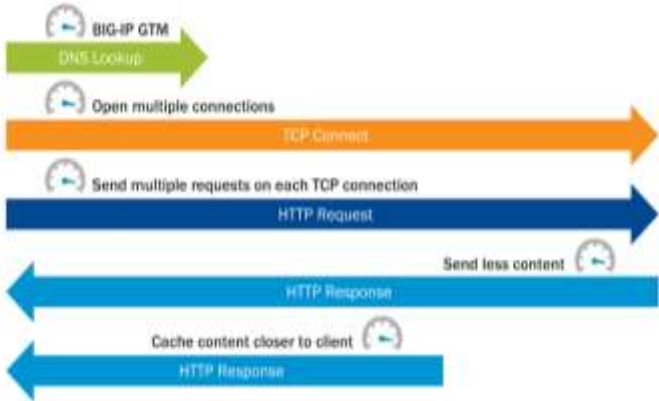 BIG-IP GTM
DNS Lookup
Open multiple connections
TCP Connect
Send multiple requests on each TCP connection
HTTP Request
Send less content
HTTP Response
Cache content closer to client
HTTP Response